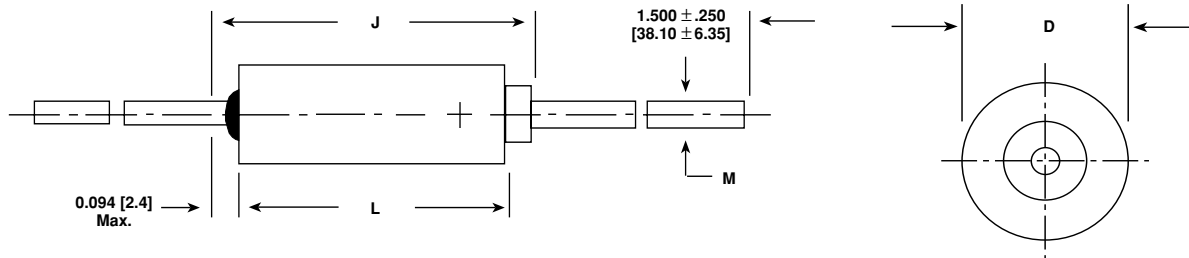 J
1.500 ± .250
[38.10 ± 6.35]
D
+
M
0.094 [2.4]
Max.
L